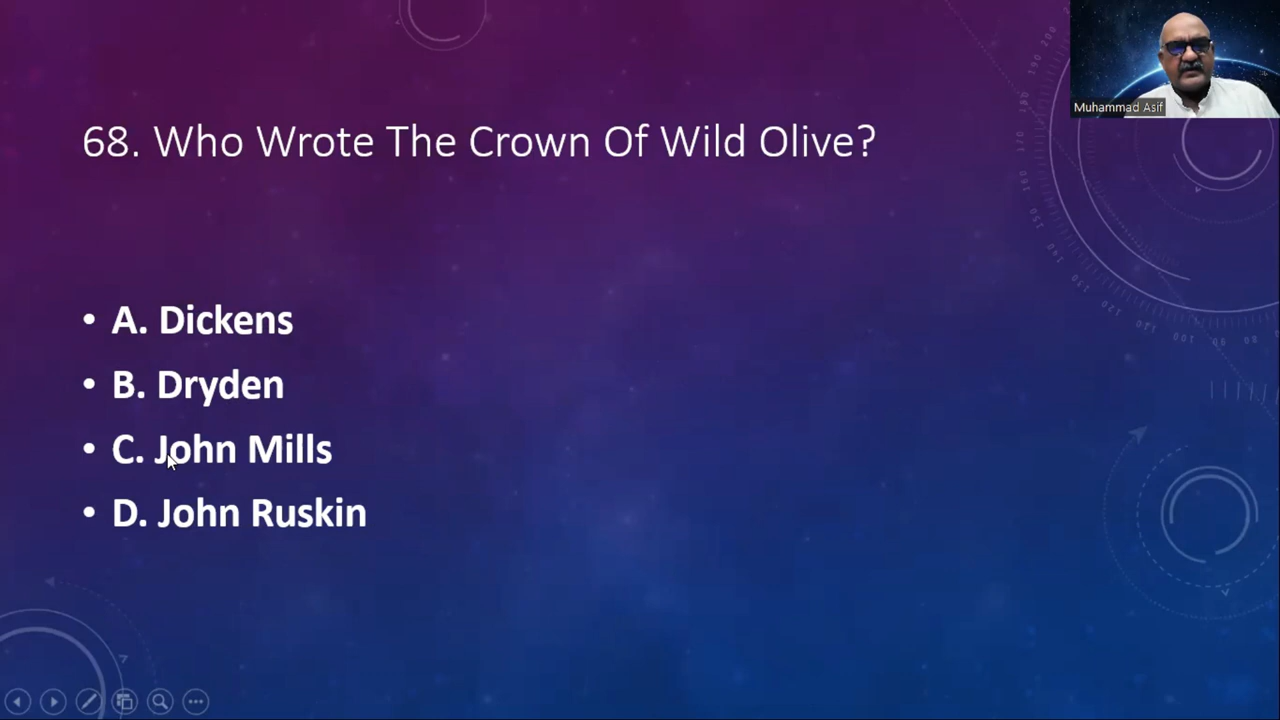 68. Who Wrote The Crown Of Wild Olive?
• A. Dickens
• B. Dryden
• C. John Mills
• D. John Ruskin
Muhammad Asif